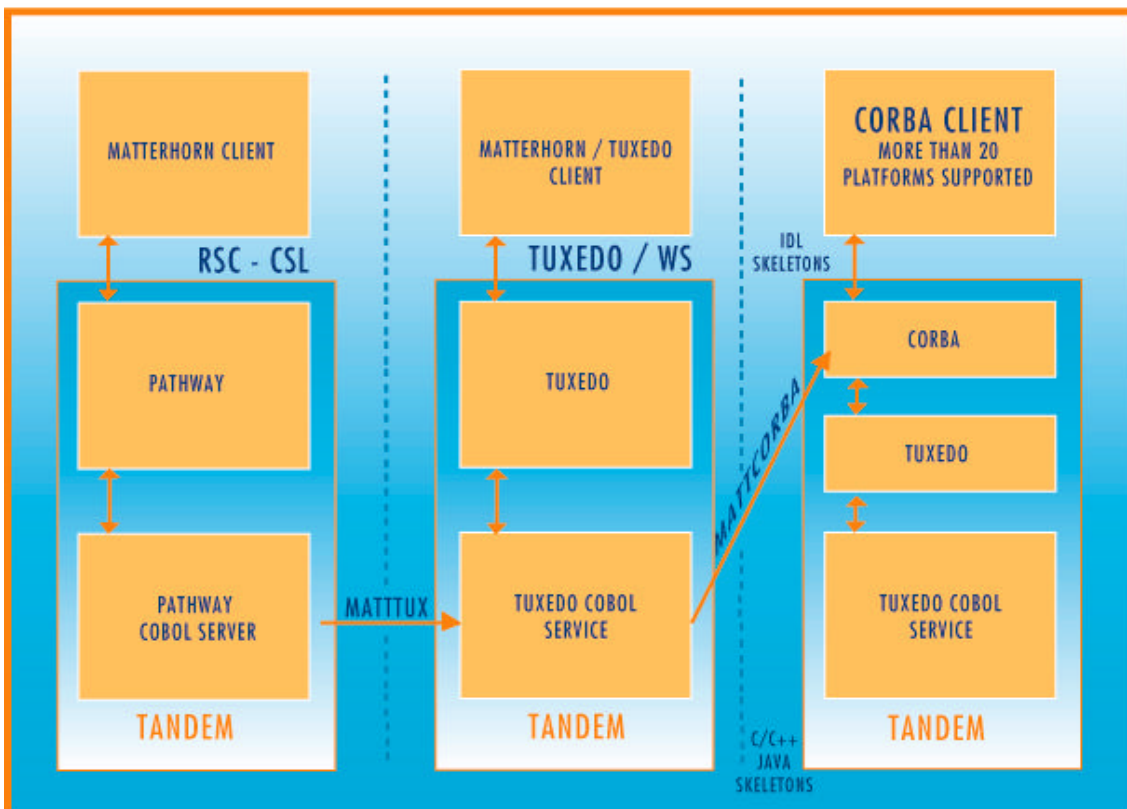 MATTERHORN CLIENT
RSC - CSL
PATHWAY
PATHWAY
COBOL SERVER
TANDEM
MATTTUX
MATTERHORN / TUXEDO
CLIENT
TUXEDO / WS
TUXEDO
TUXEDO COBOL
SERVICE
TANDEM
MATTCORBA
CORBA CLIENT
MORE THAN 20
PLATFORMS SUPPORTED
IDL
SKELETONS
CORBA
TUXEDO
TUXEDO COBOL
SERVICE
TANDEM
C/C++
JAVA
SKELETONS